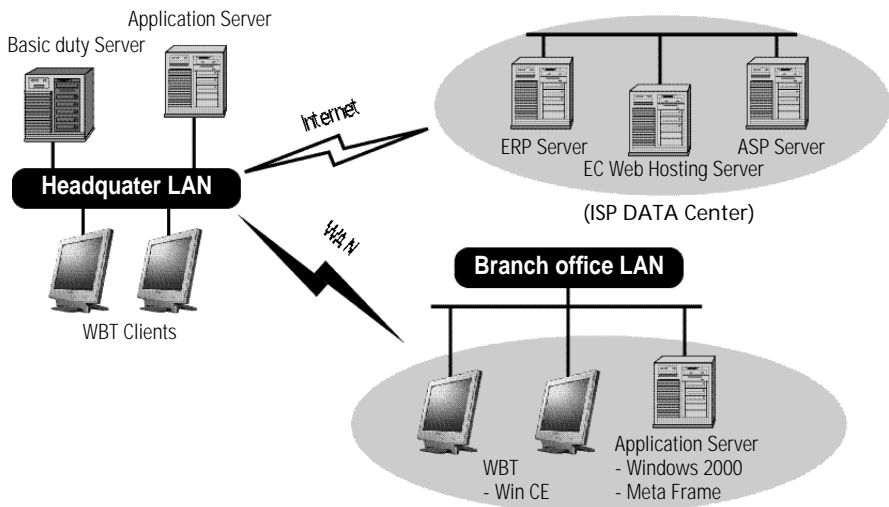 Application Server
Basic duty Server
Internet
ERP Server
ASP Server
EC Web Hosting Server
Headquater LAN
(ISP DATA Center)
WAN
Branch office LAN
WBT Clients
WBT
- Win CE
Application Server
- Windows 2000
- Meta Frame